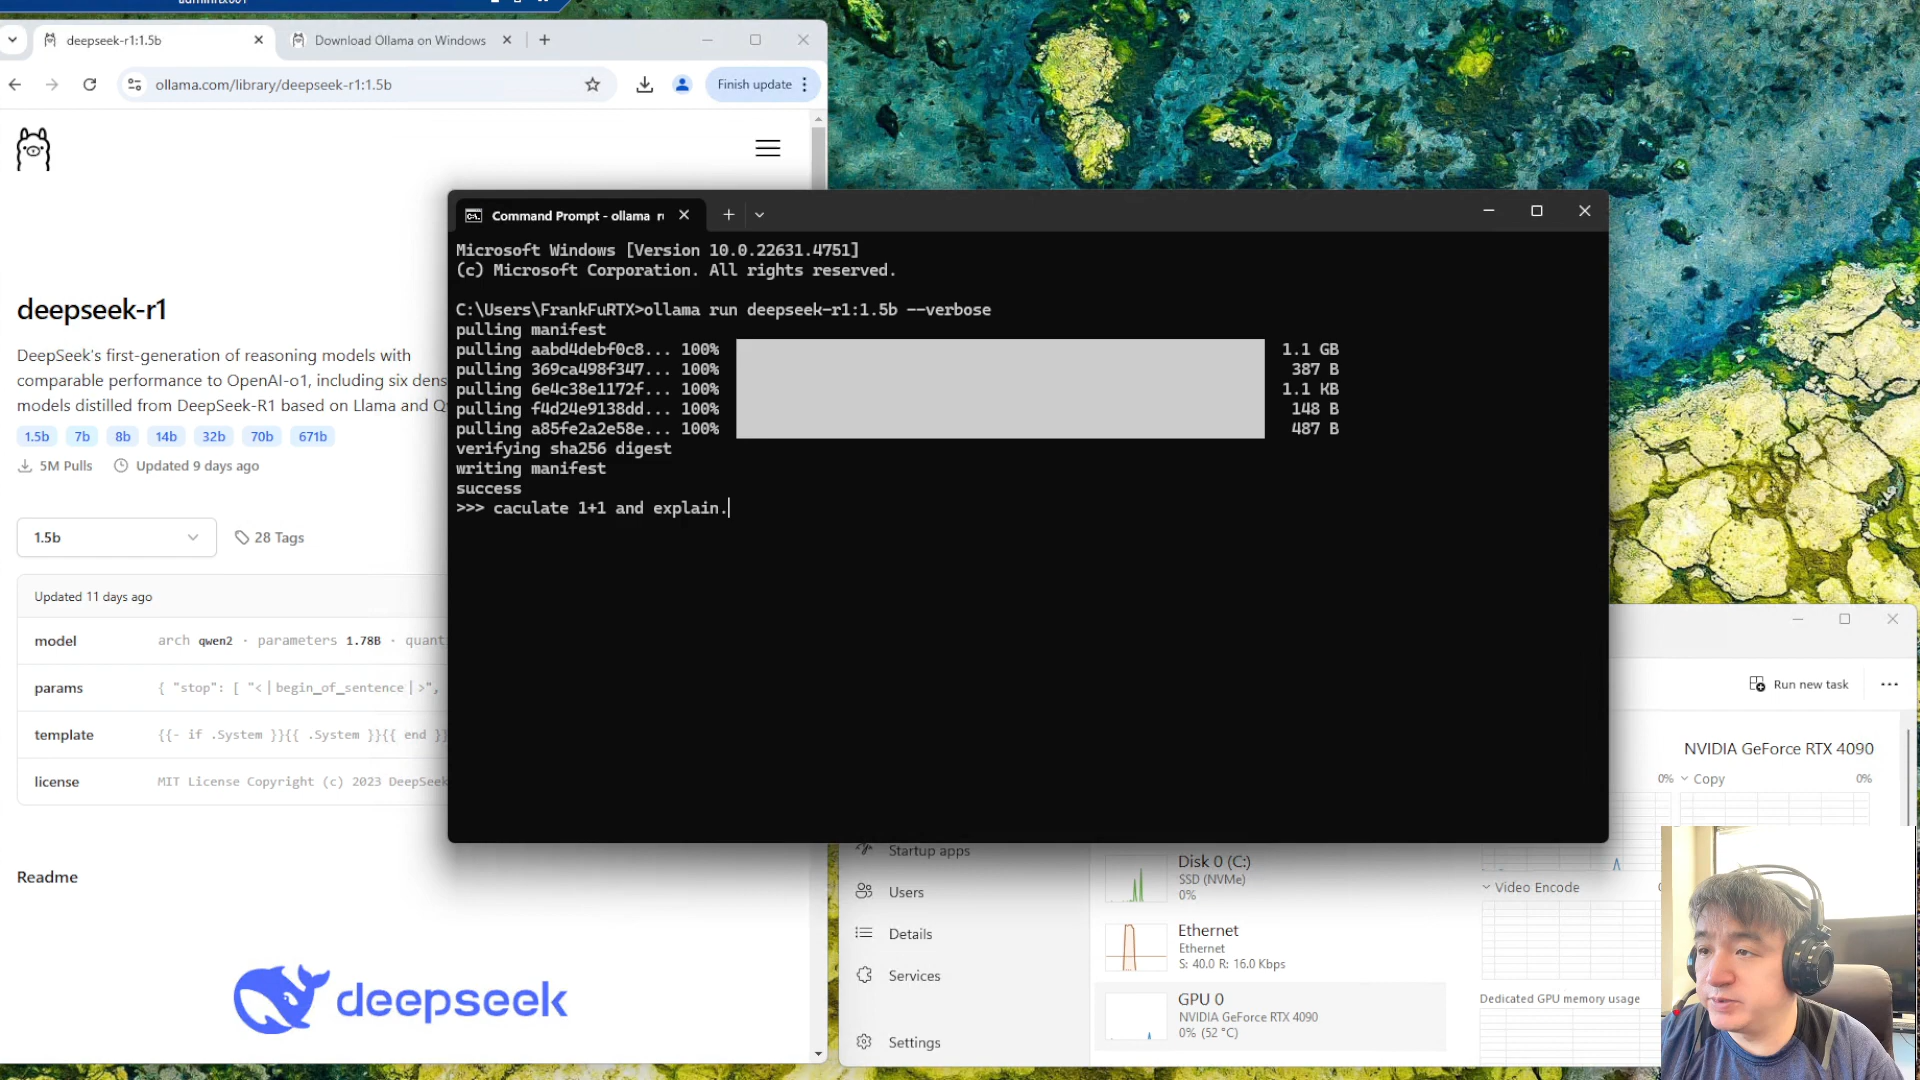 deepseek-r1:1.5b
Download Ollama on Windows
ollama.com/library/deepseek-r1:1.5b
Finish update
deepseek-r1
DeepSeek's first-generation of reasoning models with
comparable performance to OpenAI-o1, including six dens
models distilled from DeepSeek-R1 based on Llama and Q
1.5b 7b 8b 14b 32b 70b 671b
5M Pulls Updated 9 days ago
1.5b
28 Tags
Updated 11 days ago
model arch qwen2 · parameters 1.78B · quant
params { "stop": [ "<|begin_of_sentence|>",
template {{- if .System }}{{ .System }}{{ end }}
license MIT License Copyright (c) 2023 DeepSeek
Readme
deepseek
Command Prompt - ollama r
Microsoft Windows [Version 10.0.22631.4751]
(c) Microsoft Corporation. All rights reserved.
C:\Users\FrankFuRTX>ollama run deepseek-r1:1.5b --verbose
pulling manifest
pulling aabd4debf0c8... 100% 1.1 GB
pulling 369ca498f347... 100% 387 B
pulling 6e4c38e1172f... 100% 1.1 KB
pulling f4d24e9138dd... 100% 148 B
pulling a85fe2a2e58e... 100% 487 B
verifying sha256 digest
writing manifest
success
>>> caculate 1+1 and explain.
Run new task
NVIDIA GeForce RTX 4090
0% Copy 0%
Video Encode
Dedicated GPU memory usage
Startup apps
Users
Details
Services
Settings
Disk 0 (C:)
SSD (NVMe)
0%
Ethernet
Ethernet
S: 40.0 R: 16.0 Kbps
GPU 0
NVIDIA GeForce RTX 4090
0% (52 °C)